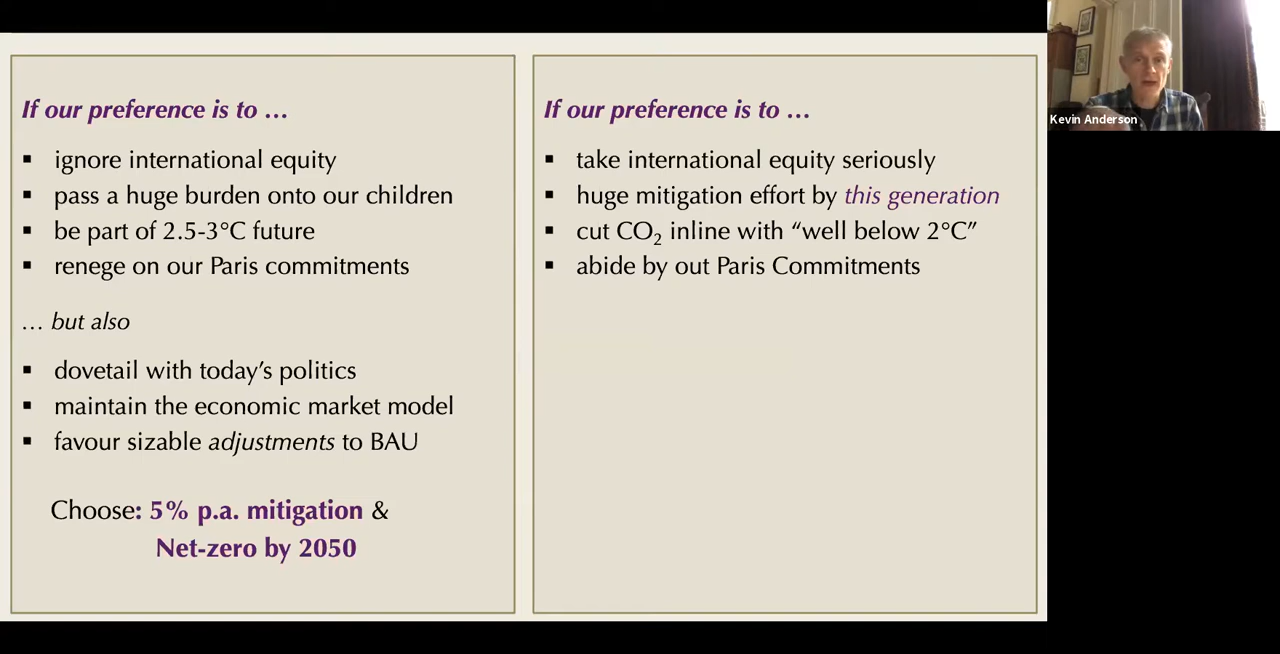 If our preference is to …
▪ ignore international equity
▪ pass a huge burden onto our children
▪ be part of 2.5-3°C future
▪ renege on our Paris commitments
… but also
▪ dovetail with today’s politics
▪ maintain the economic market model
▪ favour sizable adjustments to BAU
Choose: 5% p.a. mitigation &
Net-zero by 2050
If our preference is to …
▪ take international equity seriously
▪ huge mitigation effort by this generation
▪ cut CO₂ inline with “well below 2°C”
▪ abide by out Paris Commitments
Kevin Anderson